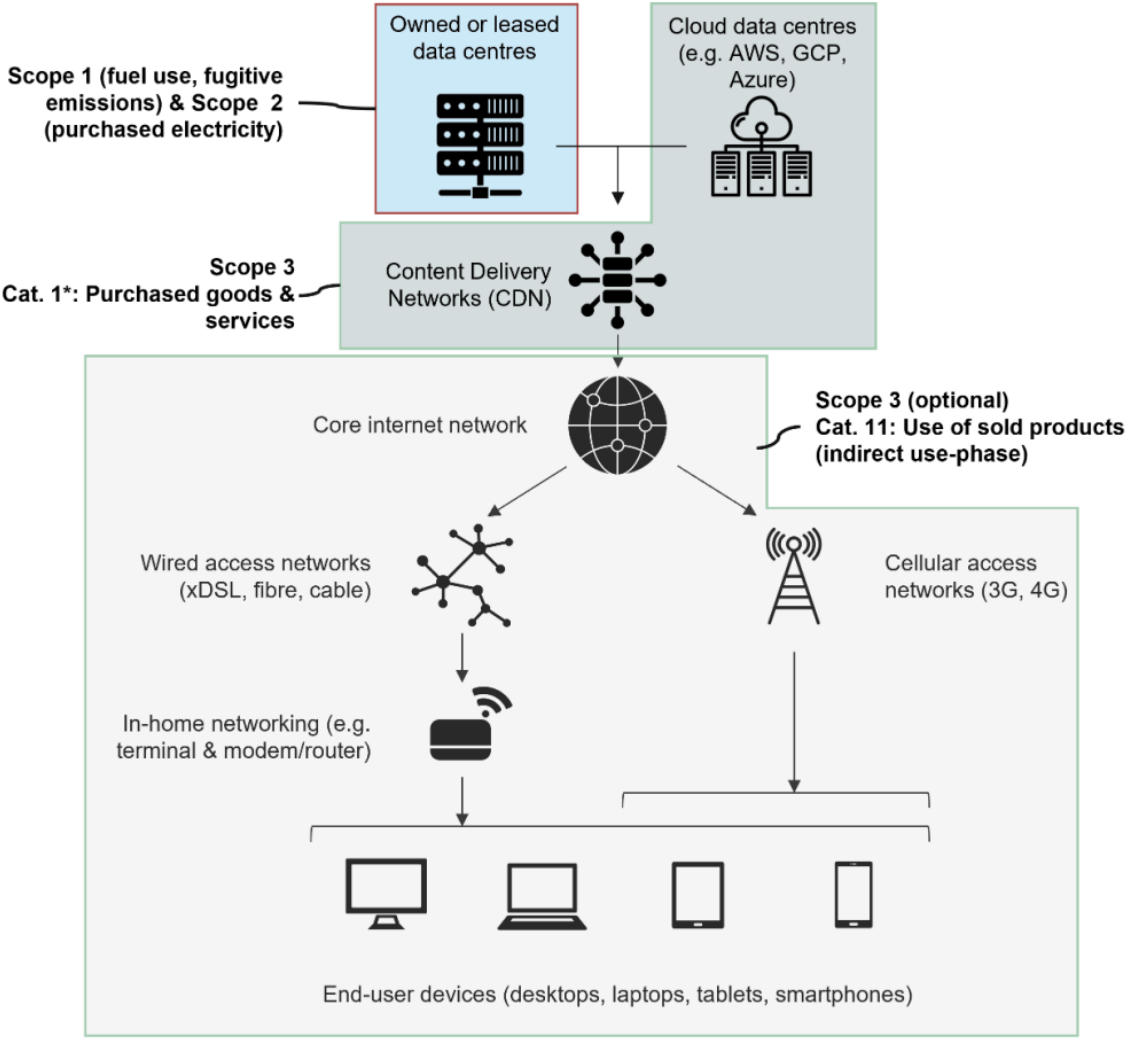 Owned or leased
data centres
Cloud data centres
(e.g. AWS, GCP,
Azure)
Scope 1 (fuel use, fugitive
emissions) & Scope 2
(purchased electricity)
Scope 3
Cat. 1*: Purchased goods &
services
Content Delivery
Networks (CDN)
Core internet network
Scope 3 (optional)
Cat. 11: Use of sold products
(indirect use-phase)
Wired access networks
(xDSL, fibre, cable)
Cellular access
networks (3G, 4G)
In-home networking (e.g.
terminal & modem/router)
End-user devices (desktops, laptops, tablets, smartphones)